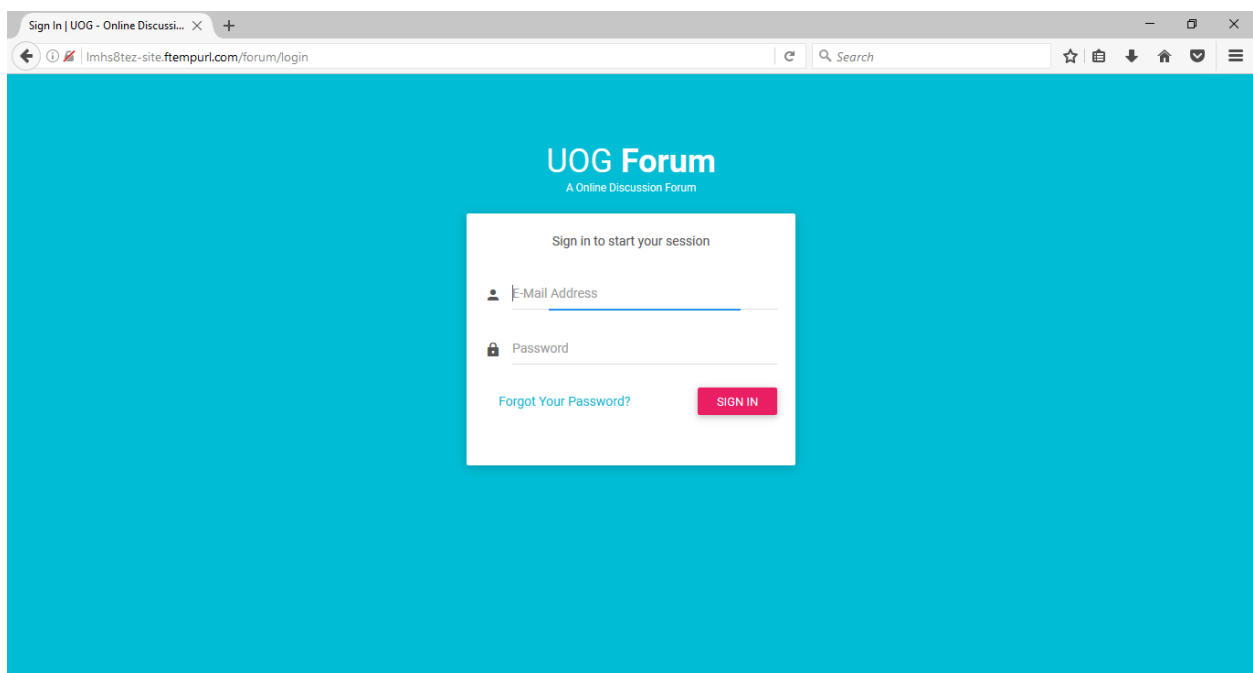 Sign In | UOG - Online Discussi...
lmhs8tez-site.ftempurl.com/forum/login
Search
UOG Forum
A Online Discussion Forum
Sign in to start your session
E-Mail Address
Password
Forgot Your Password? SIGN IN